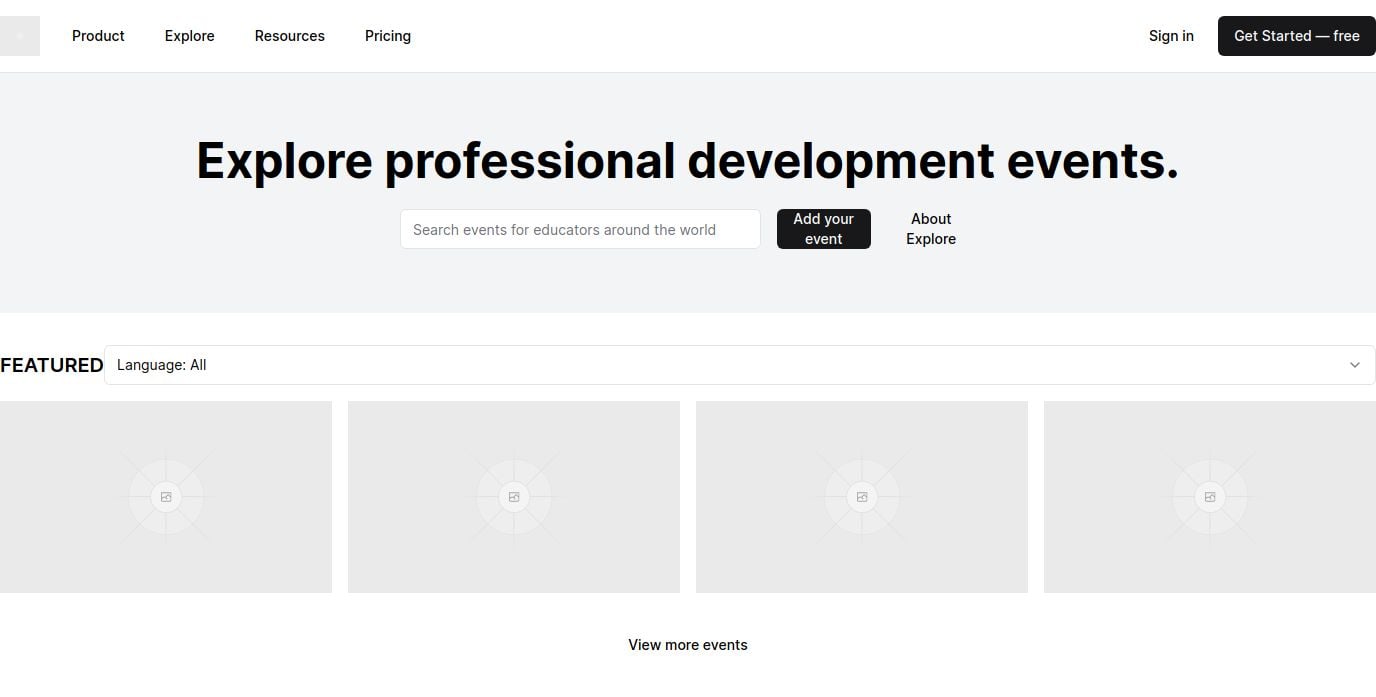 Product
Explore
Resources
Pricing
Sign in
Get Started — free
Explore professional development events.
Search events for educators around the world
Add your
event
About
Explore
FEATURED
Language: All
View more events